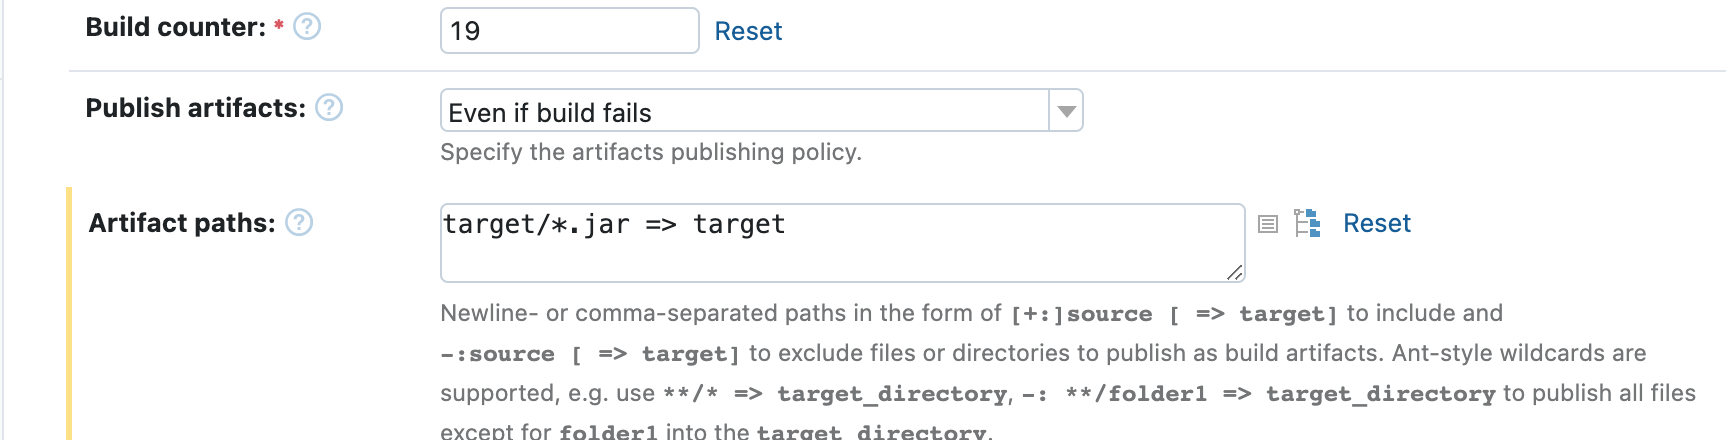 Build counter: * ? 19 Reset
Publish artifacts: ? Even if build fails
Specify the artifacts publishing policy.
Artifact paths: ? target/*.jar => target Reset
Newline- or comma-separated paths in the form of [+:]source [ => target] to include and
-:source [ => target] to exclude files or directories to publish as build artifacts. Ant-style wildcards are
supported, e.g. use **/* => target_directory, -: **/folder1 => target_directory to publish all files
except for folder1 into the target_directory.